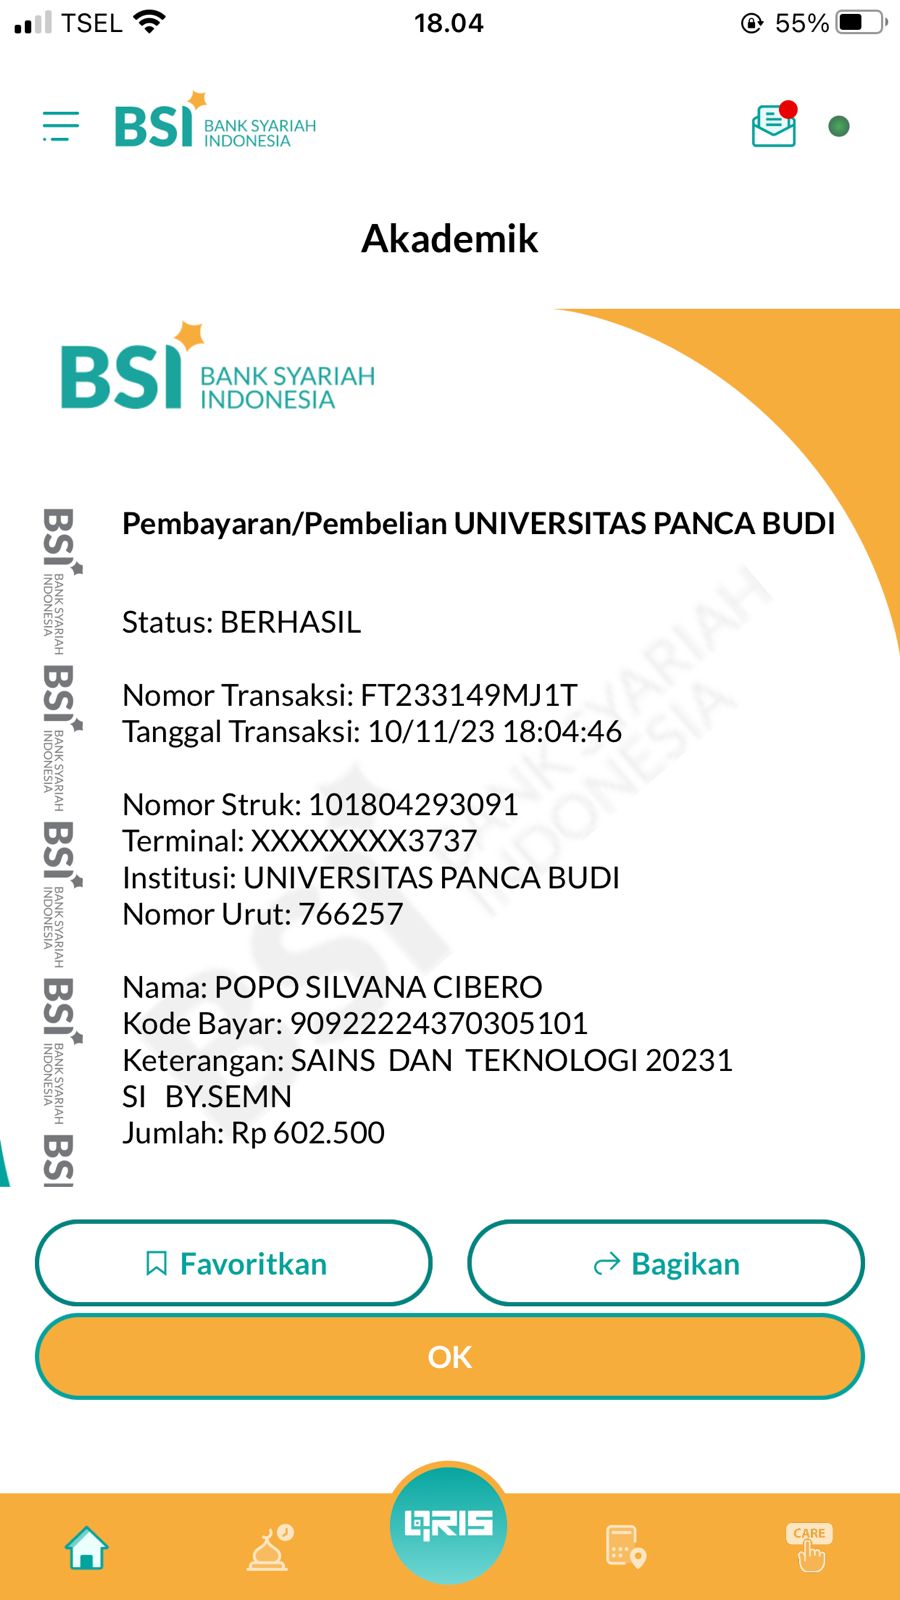 TSEL 18.04 55%
BSI BANK SYARIAH
INDONESIA
Akademik
BSI BANK SYARIAH
INDONESIA
Pembayaran/Pembelian UNIVERSITAS PANCA BUDI
Status: BERHASIL
Nomor Transaksi: FT233149MJ1T
Tanggal Transaksi: 10/11/23 18:04:46
Nomor Struk: 101804293091
Terminal: XXXXXXXX3737
Institusi: UNIVERSITAS PANCA BUDI
Nomor Urut: 766257
Nama: POPO SILVANA CIBERO
Kode Bayar: 90922224370305101
Keterangan: SAINS DAN TEKNOLOGI 20231
SI BY.SEMN
Jumlah: Rp 602.500
BSI BANK SYARIAH
INDONESIA
BSI BANK SYARIAH
INDONESIA
BSI BANK SYARIAH
INDONESIA
BSI BANK SYARIAH
INDONESIA
BSI
BSI BANK SYARIAH
INDONESIA
Favoritkan
Bagikan
OK
QRIS
CARE